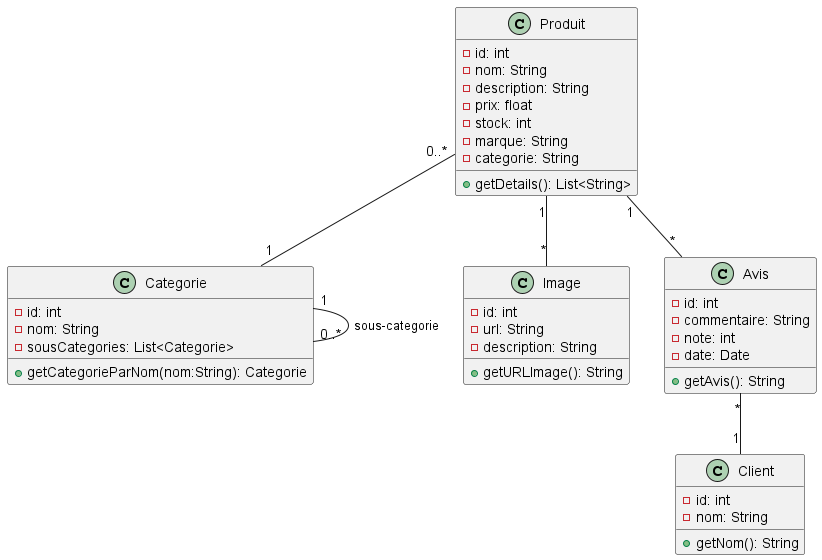 C Produit
id: int
nom: String
description: String
prix: float
stock: int
marque: String
categorie: String
getDetails(): List<String>
0..*
1
1
*
1
*
C Categorie
id: int
nom: String
sousCategories: List<Categorie>
getCategorieParNom(nom:String): Categorie
1
0..*
sous-categorie
C Image
id: int
url: String
description: String
getURLImage(): String
C Avis
id: int
commentaire: String
note: int
date: Date
getAvis(): String
*
1
C Client
id: int
nom: String
getNom(): String